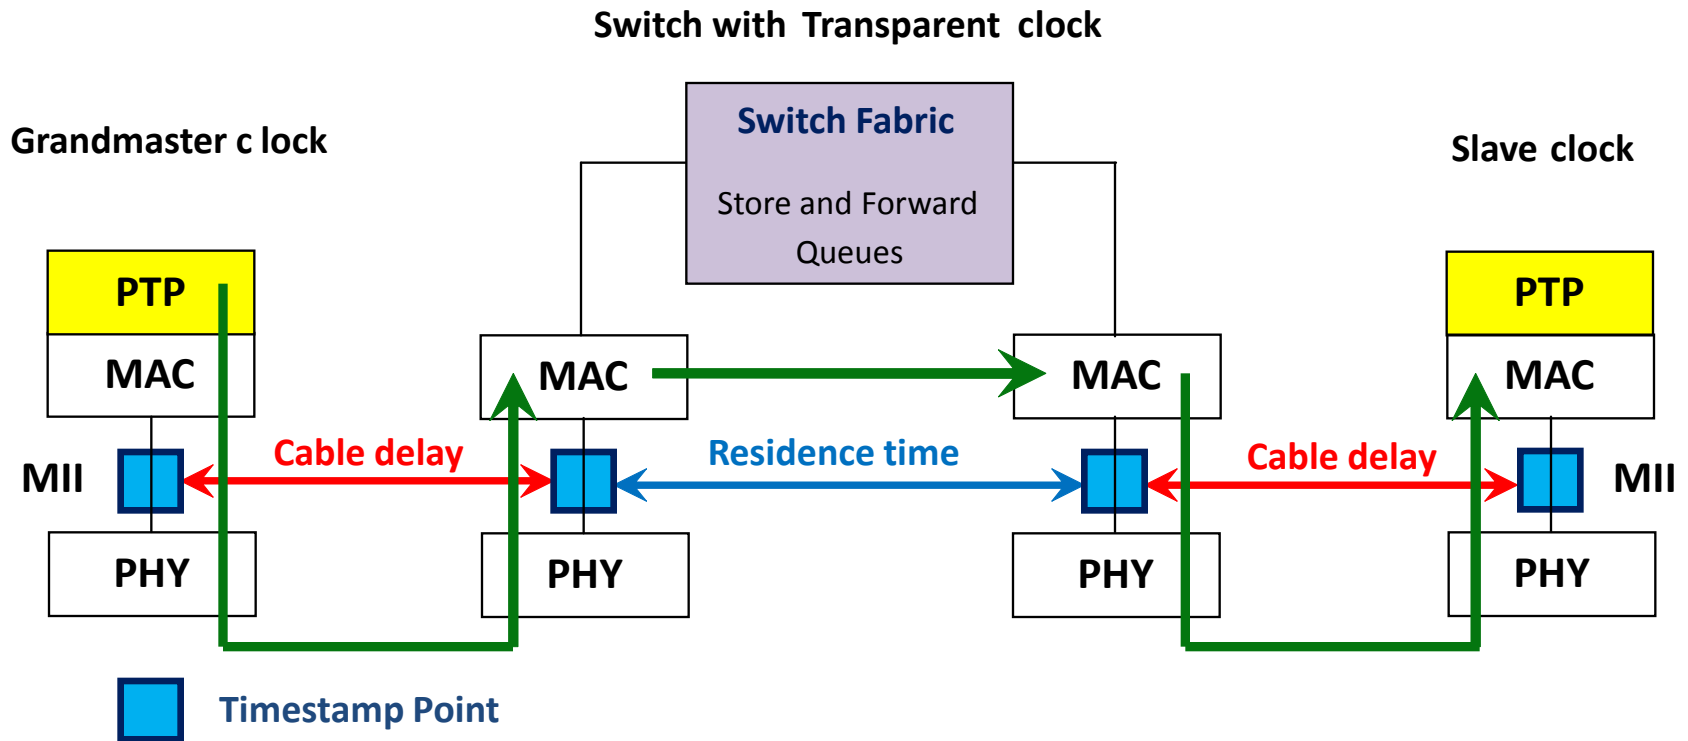 Switch with Transparent clock
Grandmaster c lock
Switch Fabric
Slave clock
Store and Forward
Queues
PTP
PTP
MAC
MAC
MAC
MAC
MII
Cable delay
Residence time
Cable delay
MII
PHY
PHY
PHY
PHY
Timestamp Point